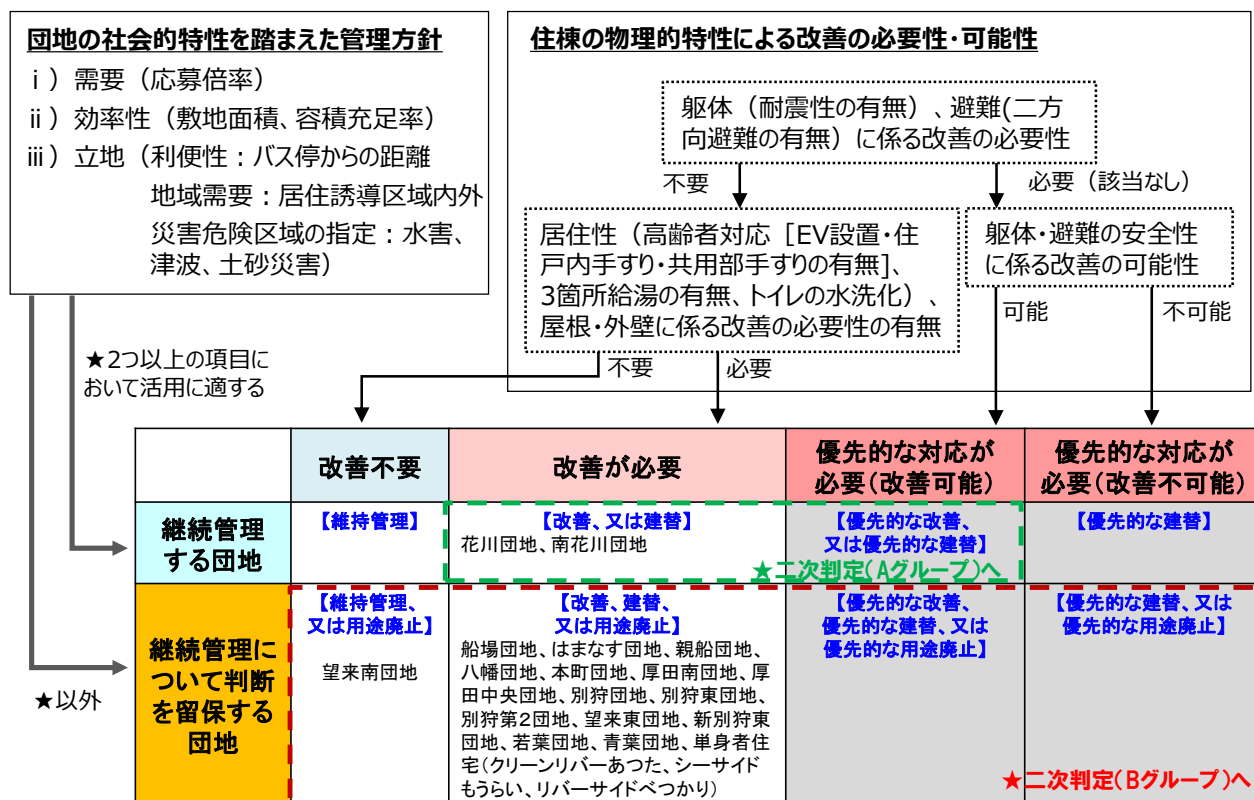 団地の社会的特性を踏まえた管理方針
ⅰ）需要（応募倍率）
ⅱ）効率性（敷地面積、容積充足率）
ⅲ）立地（利便性：バス停からの距離
地域需要：居住誘導区域内外
災害危険区域の指定：水害、
津波、土砂災害）
住棟の物理的特性による改善の必要性・可能性
躯体（耐震性の有無）、避難(二方
向避難の有無）に係る改善の必要性
不要
必要（該当なし）
居住性（高齢者対応［EV設置・住
戸内手すり・共用部手すりの有無]、
3箇所給湯の有無、トイレの水洗化）、
屋根・外壁に係る改善の必要性の有無
躯体・避難の安全性
に係る改善の可能性
可能
不可能
不要
必要
★2つ以上の項目に
おいて活用に適する
★以外
改善不要
改善が必要
優先的な対応が
必要(改善可能)
優先的な対応が
必要(改善不可能)
継続管理
する団地
【維持管理】
【改善、又は建替】
花川団地、南花川団地
【優先的な改善、
又は優先的な建替】
★二次判定(Aグループ)へ
【優先的な建替】
継続管理に
ついて判断
を留保する
団地
【維持管理、
又は用途廃止】
望来南団地
【改善、建替、
又は用途廃止】
船場団地、はまなす団地、親船団地、
八幡団地、本町団地、厚田南団地、厚
田中央団地、別狩団地、別狩東団地、
別狩第2団地、望来東団地、新別狩東
団地、若葉団地、青葉団地、単身者住
宅(クリーンリバーあつた、シーサイド
もうらい、リバーサイドべつかり)
【優先的な改善、
優先的な建替、又は
優先的な用途廃止】
【優先的な建替、又は
優先的な用途廃止】
★二次判定(Bグループ)へ